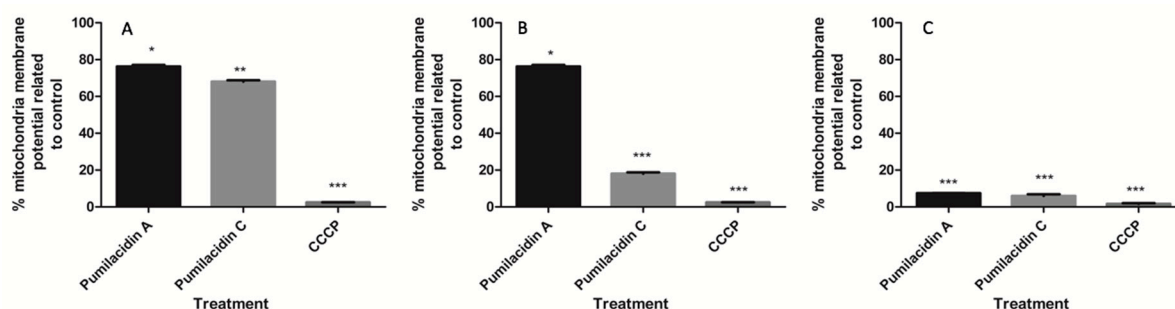 A
% mitochondria membrane
potential related
to control
100
80
60
40
20
0
*
**
***
Pumilacidin A
Pumilacidin C
CCCP
Treatment
B
% mitochondria membrane
potential related
to control
100
80
60
40
20
0
*
***
***
Pumilacidin A
Pumilacidin C
CCCP
Treatment
C
% mitochondria membrane
potential related
to control
100
80
60
40
20
0
***
***
***
Pumilacidin A
Pumilacidin C
CCCP
Treatment